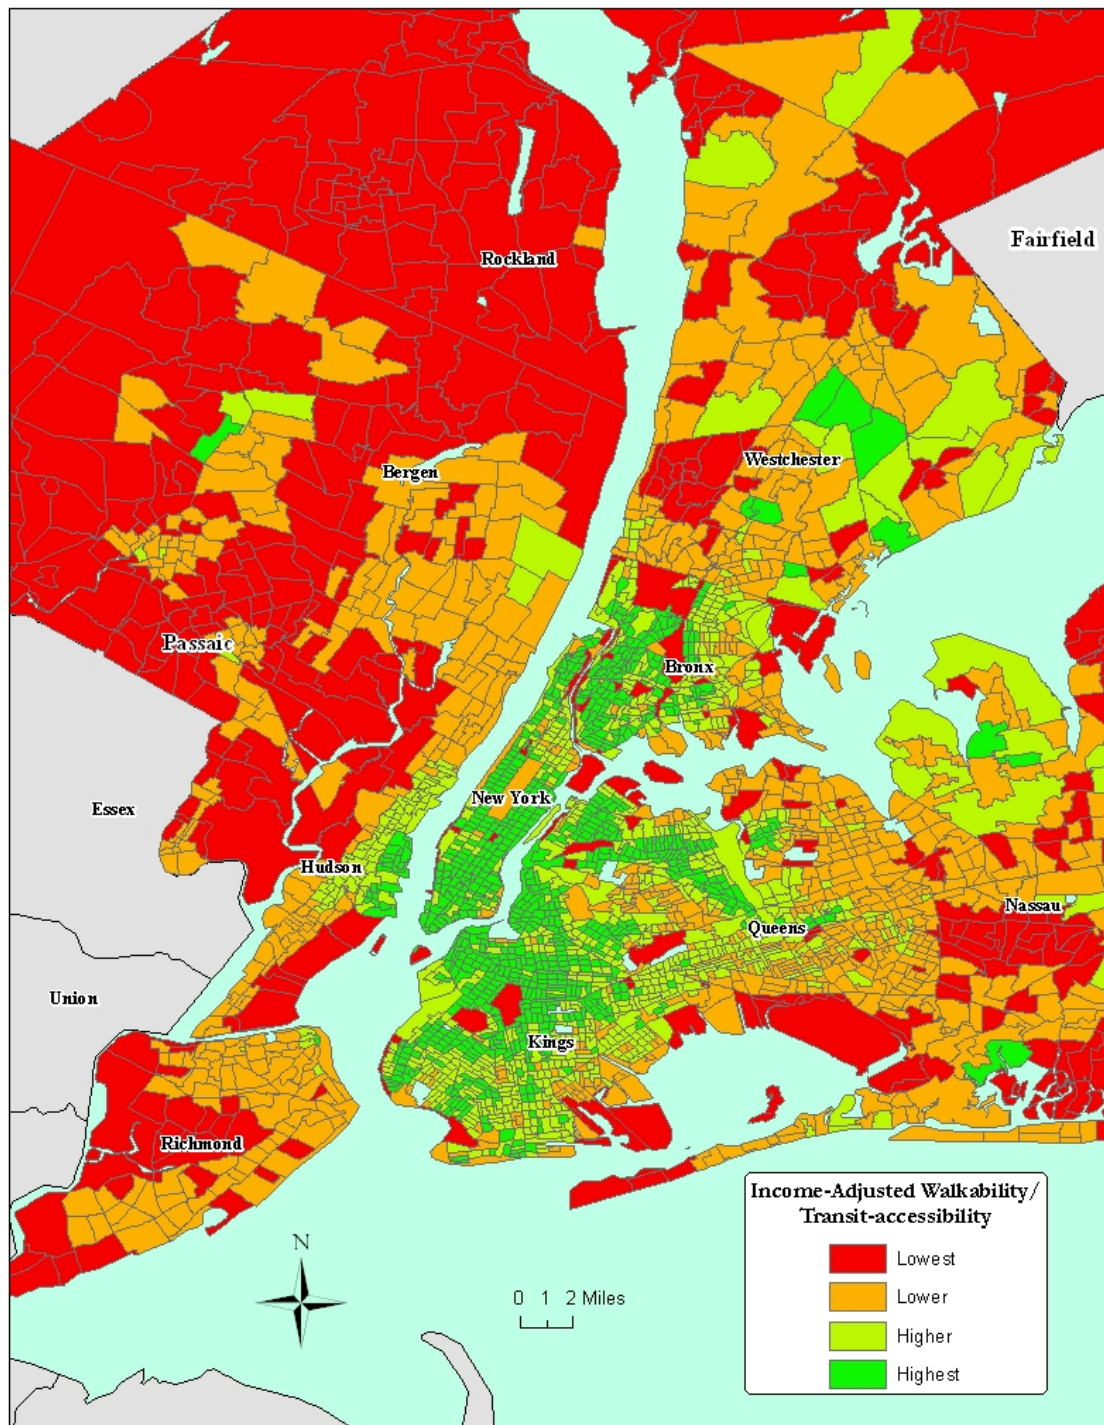 Fairfield
Rockland
Westchester
Bergen
Passaic
Bronx
New York
Essex
Hudson
Nassau
Queens
Union
Kings
Richmond
Income-Adjusted Walkability/
Transit-accessibility
Lowest
Lower
Higher
Highest
N
0 1 2 Miles